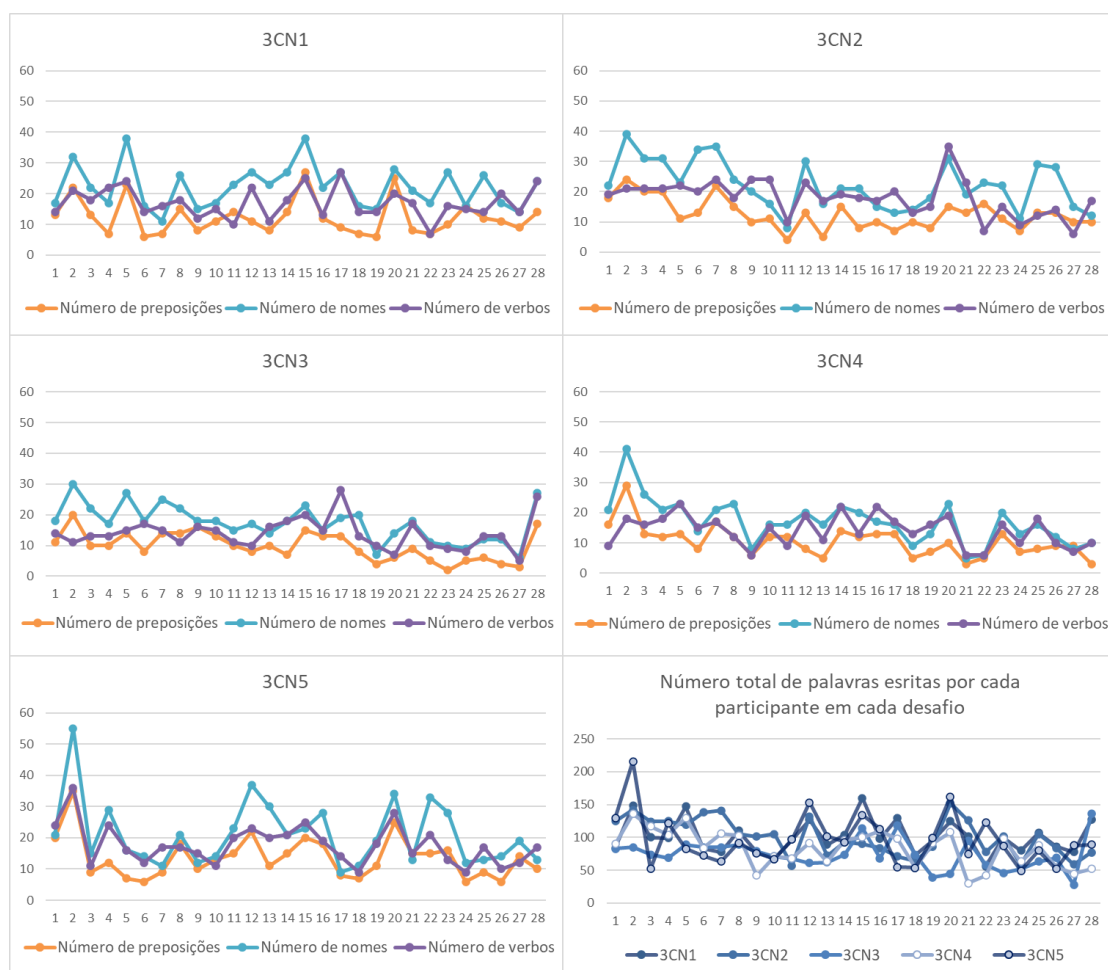 3CN1
60
50
40
30
20
10
0
1 2 3 4 5 6 7 8 9 10 11 12 13 14 15 16 17 18 19 20 21 22 23 24 25 26 27 28
Número de preposições Número de nomes Número de verbos
3CN2
60
50
40
30
20
10
0
1 2 3 4 5 6 7 8 9 10 11 12 13 14 15 16 17 18 19 20 21 22 23 24 25 26 27 28
Número de preposições Número de nomes Número de verbos
3CN3
60
50
40
30
20
10
0
1 2 3 4 5 6 7 8 9 10 11 12 13 14 15 16 17 18 19 20 21 22 23 24 25 26 27 28
Número de preposições Número de nomes Número de verbos
3CN4
60
50
40
30
20
10
0
1 2 3 4 5 6 7 8 9 10 11 12 13 14 15 16 17 18 19 20 21 22 23 24 25 26 27 28
Número de preposições Número de nomes Número de verbos
3CN5
60
50
40
30
20
10
0
1 2 3 4 5 6 7 8 9 10 11 12 13 14 15 16 17 18 19 20 21 22 23 24 25 26 27 28
Número de preposições Número de nomes Número de verbos
Número total de palavras esritas por cada
participante em cada desafio
250
200
150
100
50
0
1 2 3 4 5 6 7 8 9 10 11 12 13 14 15 16 17 18 19 20 21 22 23 24 25 26 27 28
3CN1 3CN2 3CN3 3CN4 3CN5